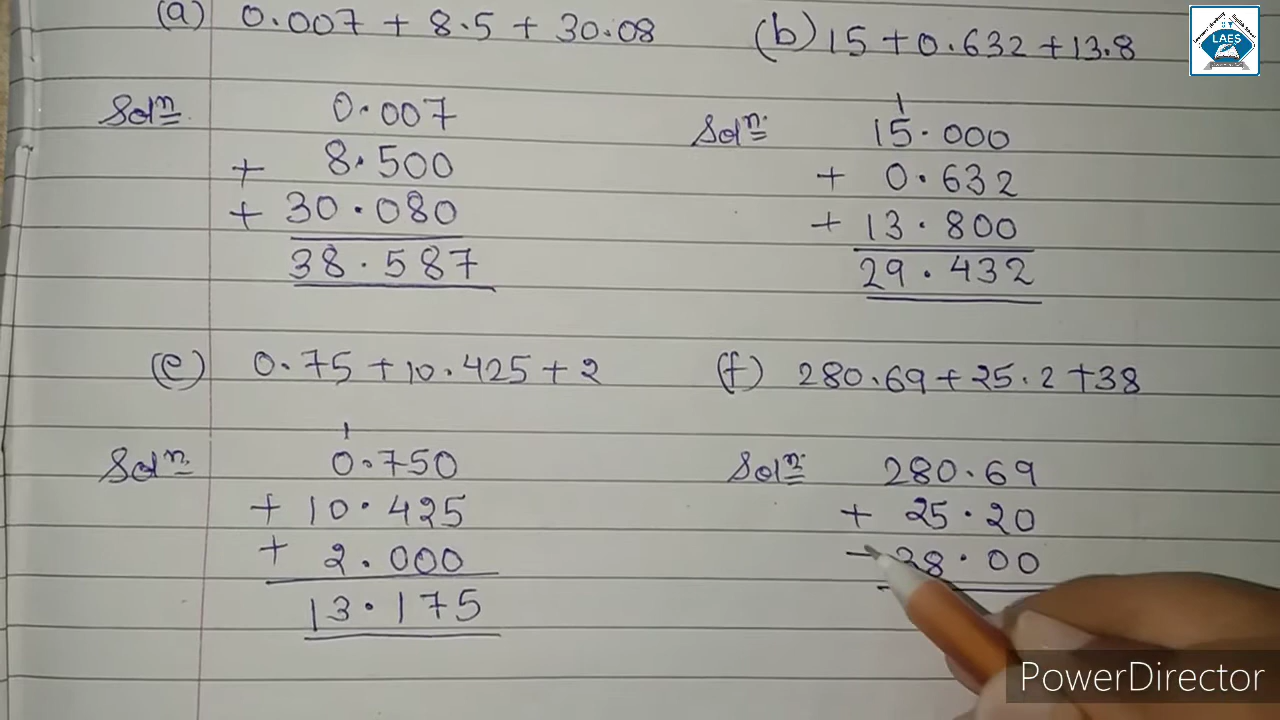 (a) 0.007 + 8.5 + 30.08
Solⁿ.
0.007
+ 8.500
+ 30.080
38.587
(b) 15 + 0.632 + 13.8
Solⁿ.
1
15.000
+ 0.632
+ 13.800
29.432
(e) 0.75 + 10.425 + 2
Solⁿ.
1
0.750
+ 10.425
+ 2.000
13.175
(f) 280.69 + 25.2 + 38
Solⁿ.
280.69
+ 25.20
38.00
LAES
PowerDirector